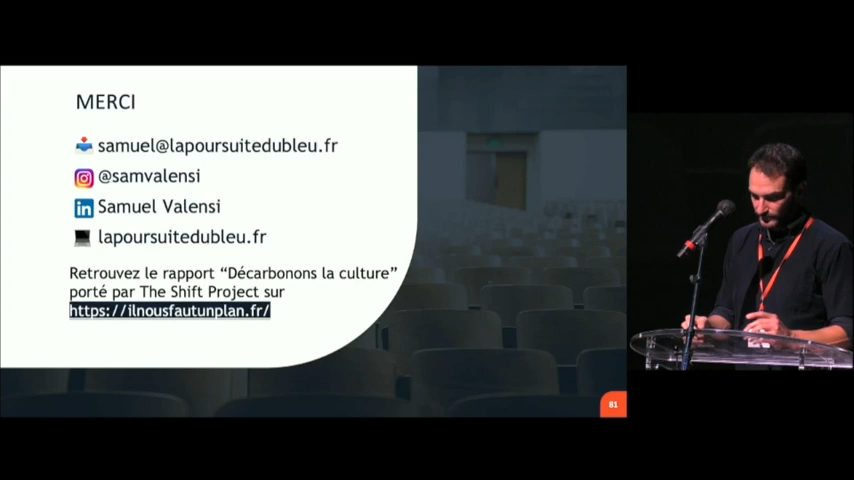 MERCI
samuel@lapoursuitedubleu.fr
@samvalensi
in Samuel Valensi
lapoursuitedubleu.fr
Retrouvez le rapport “Décarbonons la culture”
porté par The Shift Project sur
https://ilnousfautunplan.fr/
81